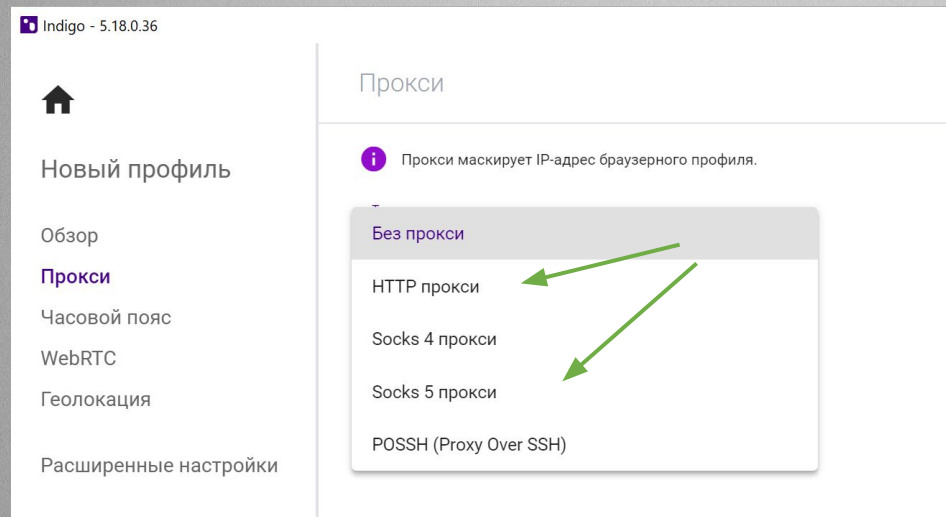 Indigo - 5.18.0.36
Прокси
Новый профиль
Прокси маскирует IP-адрес браузерного профиля.
Обзор
Прокси
Часовой пояс
WebRTC
Геолокация
Расширенные настройки
Без прокси
HTTP прокси
Socks 4 прокси
Socks 5 прокси
POSSH (Proxy Over SSH)